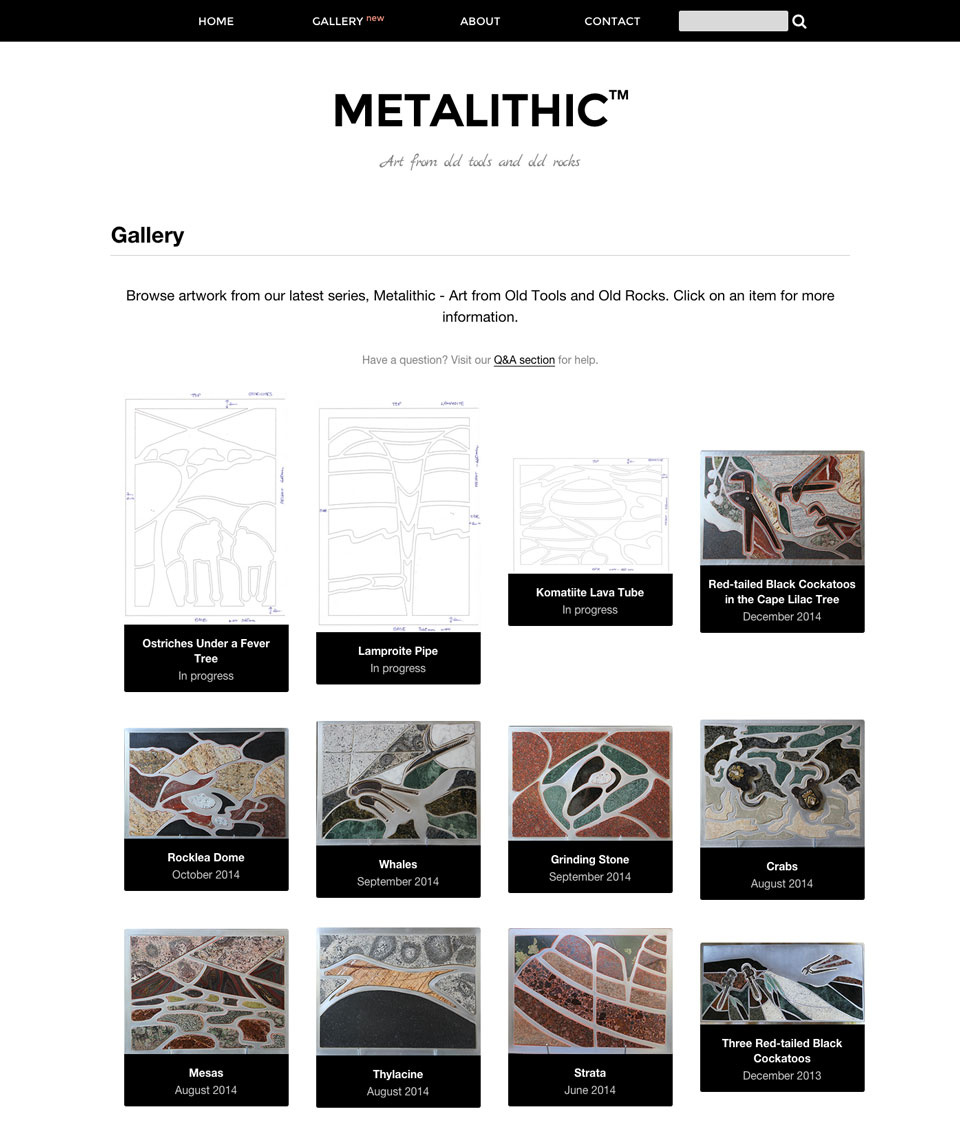 HOME GALLERY new ABOUT CONTACT
METALITHIC™
Art from old tools and old rocks
Gallery
Browse artwork from our latest series, Metalithic - Art from Old Tools and Old Rocks. Click on an item for more
information.
Have a question? Visit our Q&A section for help.
TOP
TOP
Ostriches Under a Fever
Tree
In progress
Lamproite Pipe
In progress
Komatiite Lava Tube
In progress
Red-tailed Black Cockatoos
in the Cape Lilac Tree
December 2014
Rocklea Dome
October 2014
Whales
September 2014
Grinding Stone
September 2014
Crabs
August 2014
Mesas
August 2014
Thylacine
August 2014
Strata
June 2014
Three Red-tailed Black
Cockatoos
December 2013